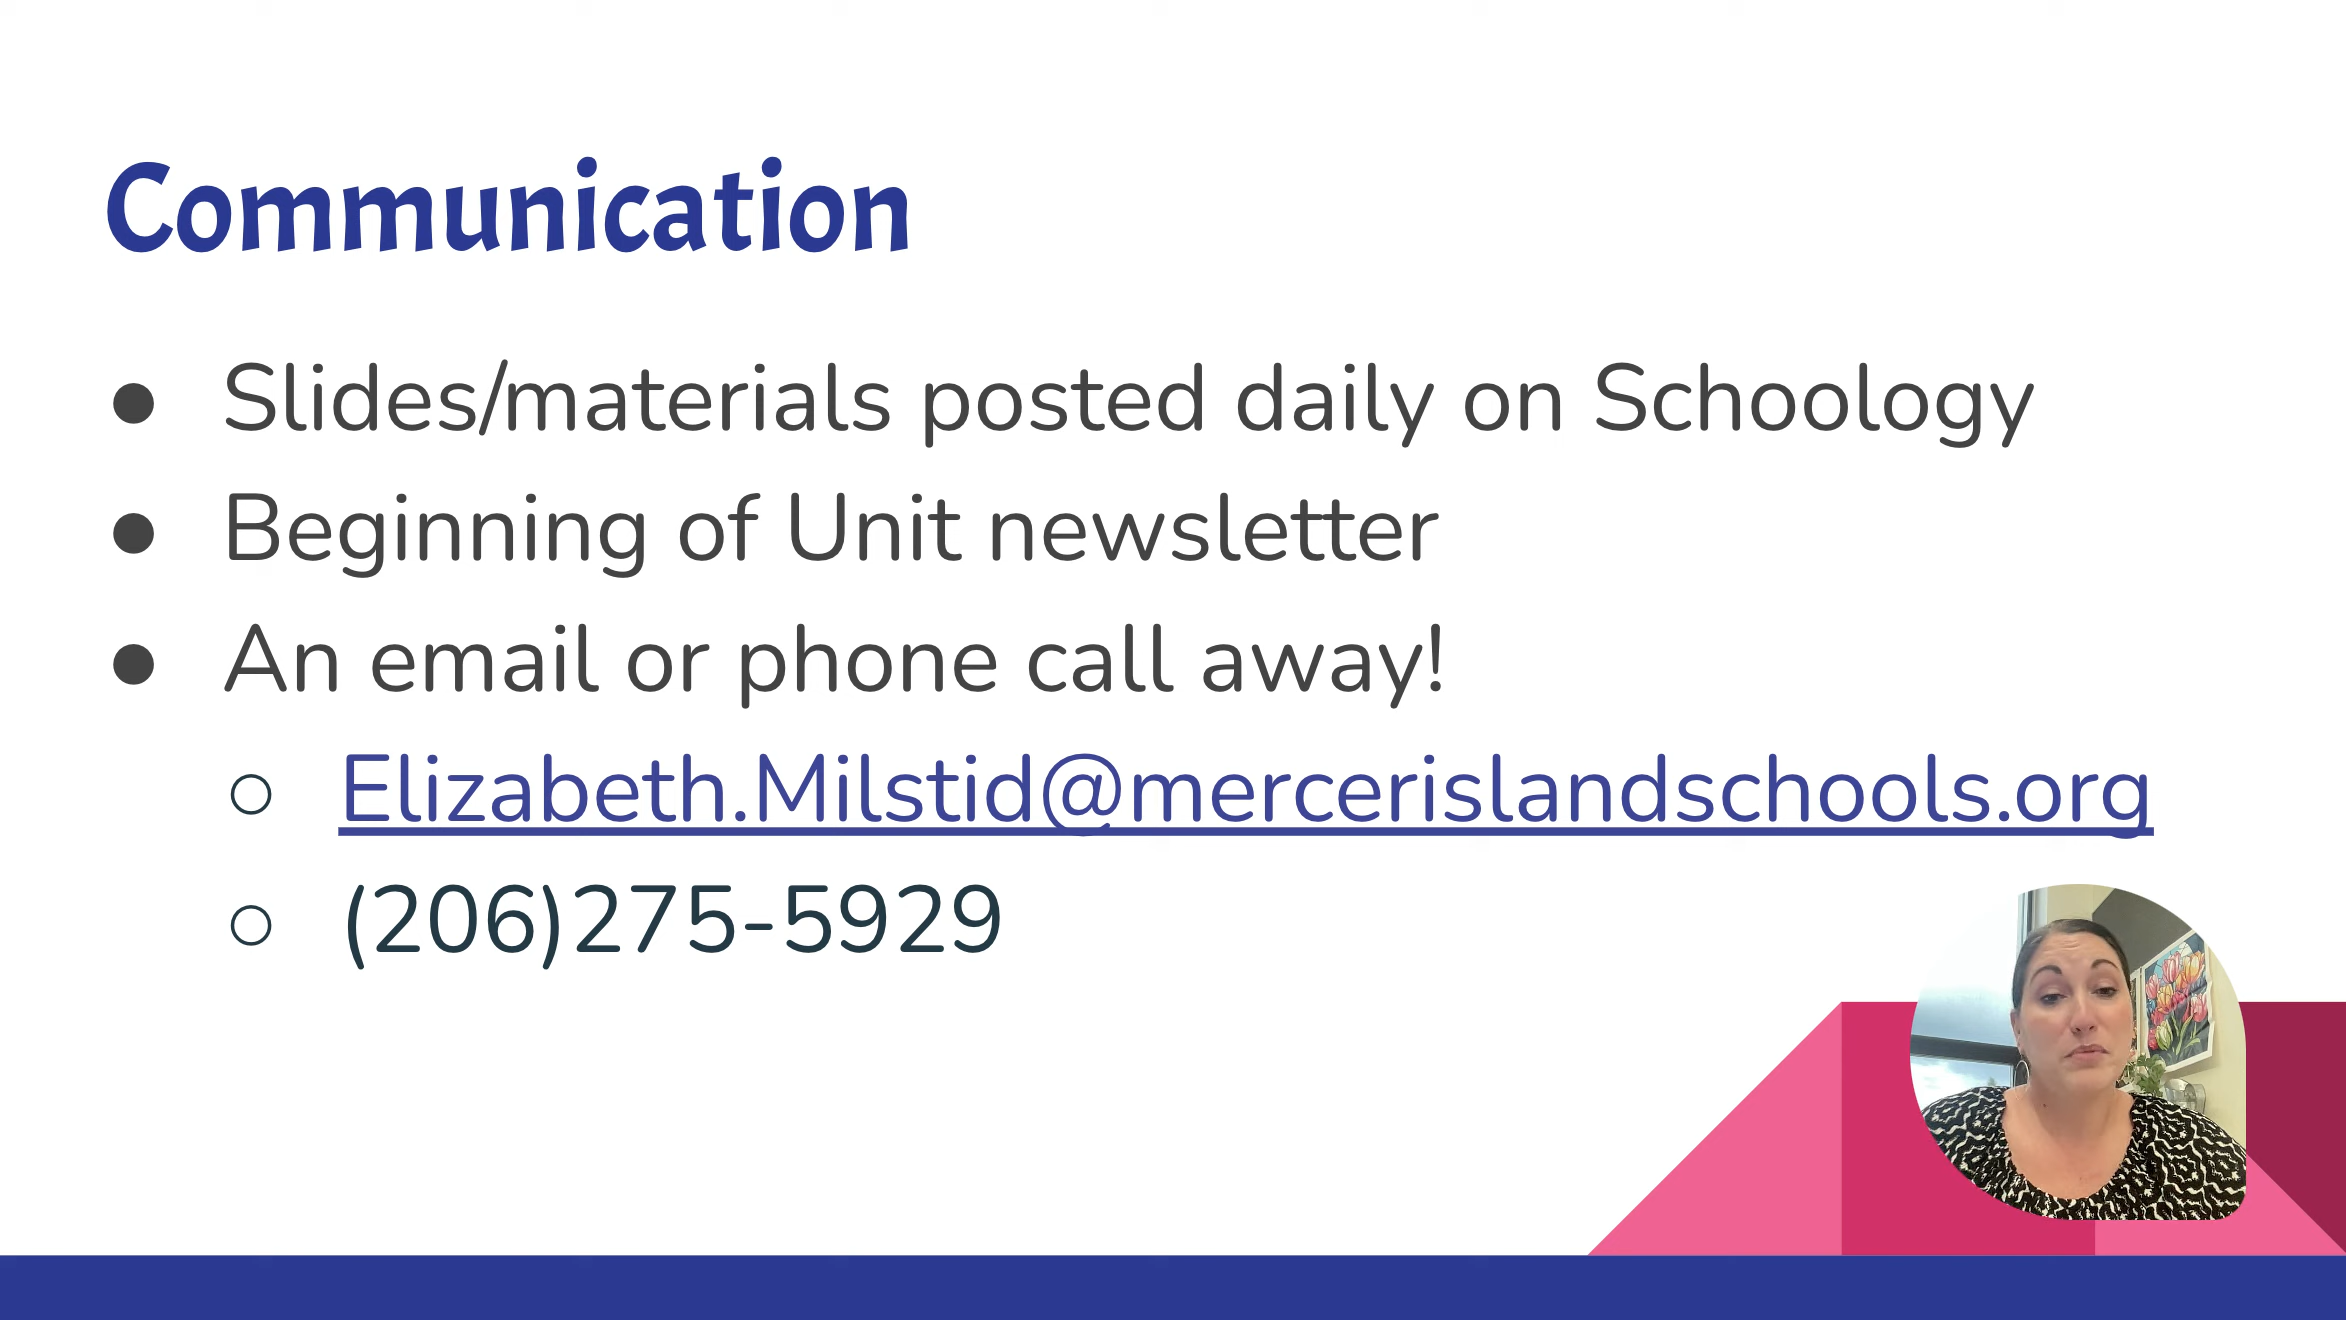 Communication
● Slides/materials posted daily on Schoology
● Beginning of Unit newsletter
● An email or phone call away!
○ Elizabeth.Milstid@mercerislandschools.org
○ (206)275-5929